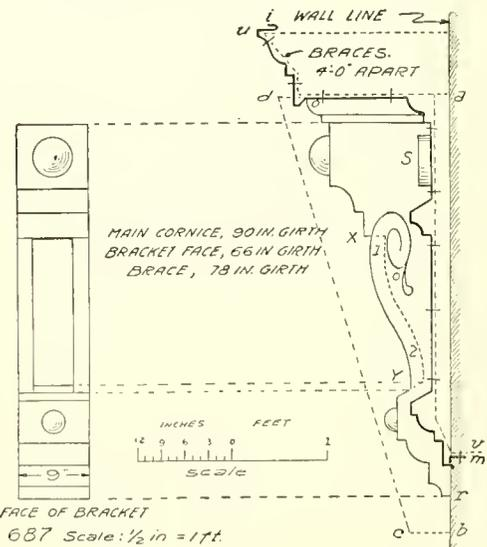 i WALL LINE
u
BRACES.
4'-0" APART
d a
S
MAIN CORNICE, 90 IN. GIRTH
BRACKET FACE, 66 IN GIRTH
BRACE, 78 IN. GIRTH
X 1
o
2
Y
INCHES FEET
12 9 6 3 0 1 2
scale
v
m
9"
r
FACE OF BRACKET
c b
687 Scale: 1/2 in = 1 ft.